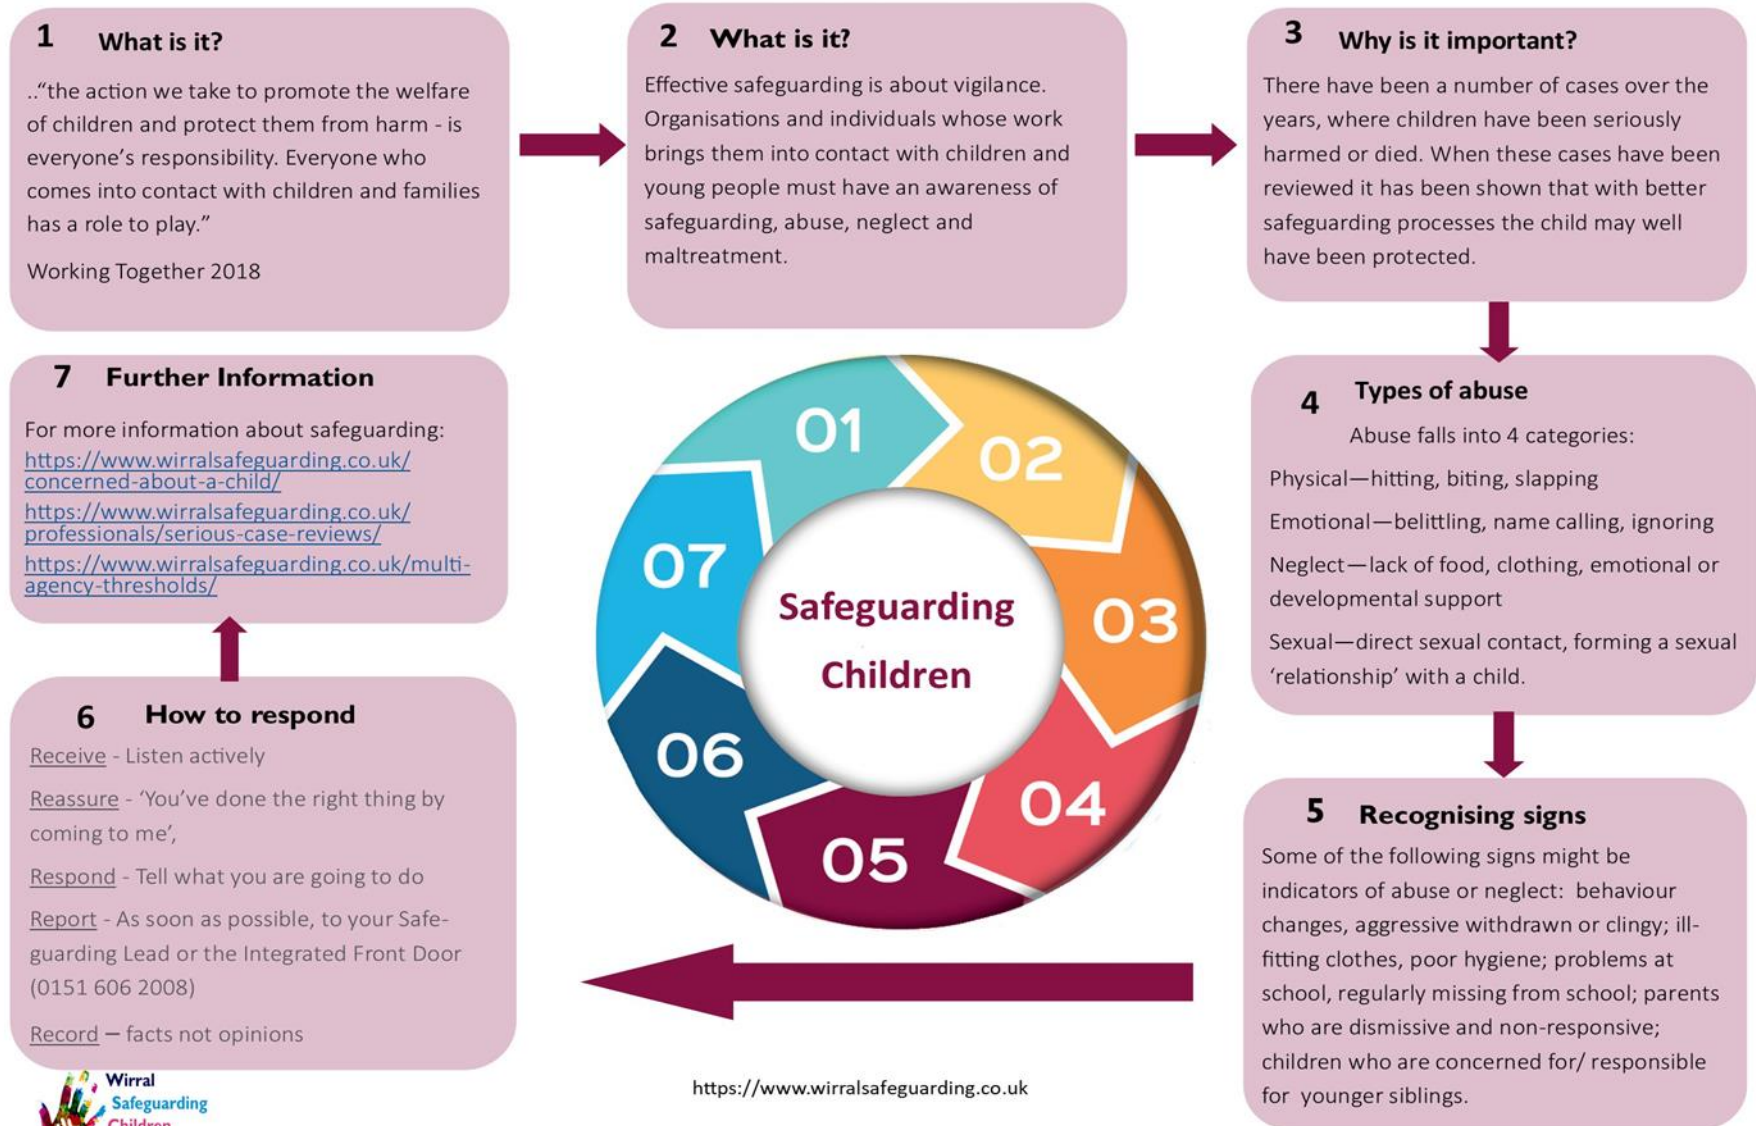 1 What is it?
..“the action we take to promote the welfare
of children and protect them from harm - is
everyone’s responsibility. Everyone who
comes into contact with children and families
has a role to play.”
Working Together 2018
2 What is it?
Effective safeguarding is about vigilance.
Organisations and individuals whose work
brings them into contact with children and
young people must have an awareness of
safeguarding, abuse, neglect and
maltreatment.
3 Why is it important?
There have been a number of cases over the
years, where children have been seriously
harmed or died. When these cases have been
reviewed it has been shown that with better
safeguarding processes the child may well
have been protected.
4 Types of abuse
Abuse falls into 4 categories:
Physical—hitting, biting, slapping
Emotional—belittling, name calling, ignoring
Neglect—lack of food, clothing, emotional or
developmental support
Sexual—direct sexual contact, forming a sexual
‘relationship’ with a child.
5 Recognising signs
Some of the following signs might be
indicators of abuse or neglect: behaviour
changes, aggressive withdrawn or clingy; ill-
fitting clothes, poor hygiene; problems at
school, regularly missing from school; parents
who are dismissive and non-responsive;
children who are concerned for/ responsible
for younger siblings.
6 How to respond
Receive - Listen actively
Reassure - ‘You’ve done the right thing by
coming to me’,
Respond - Tell what you are going to do
Report - As soon as possible, to your Safe-
guarding Lead or the Integrated Front Door
(0151 606 2008)
Record – facts not opinions
7 Further Information
For more information about safeguarding:
https://www.wirralsafeguarding.co.uk/
concerned-about-a-child/
https://www.wirralsafeguarding.co.uk/
professionals/serious-case-reviews/
https://www.wirralsafeguarding.co.uk/multi-
agency-thresholds/
01
02
03
04
05
06
07
Safeguarding
Children
https://www.wirralsafeguarding.co.uk
Wirral
Safeguarding
Children